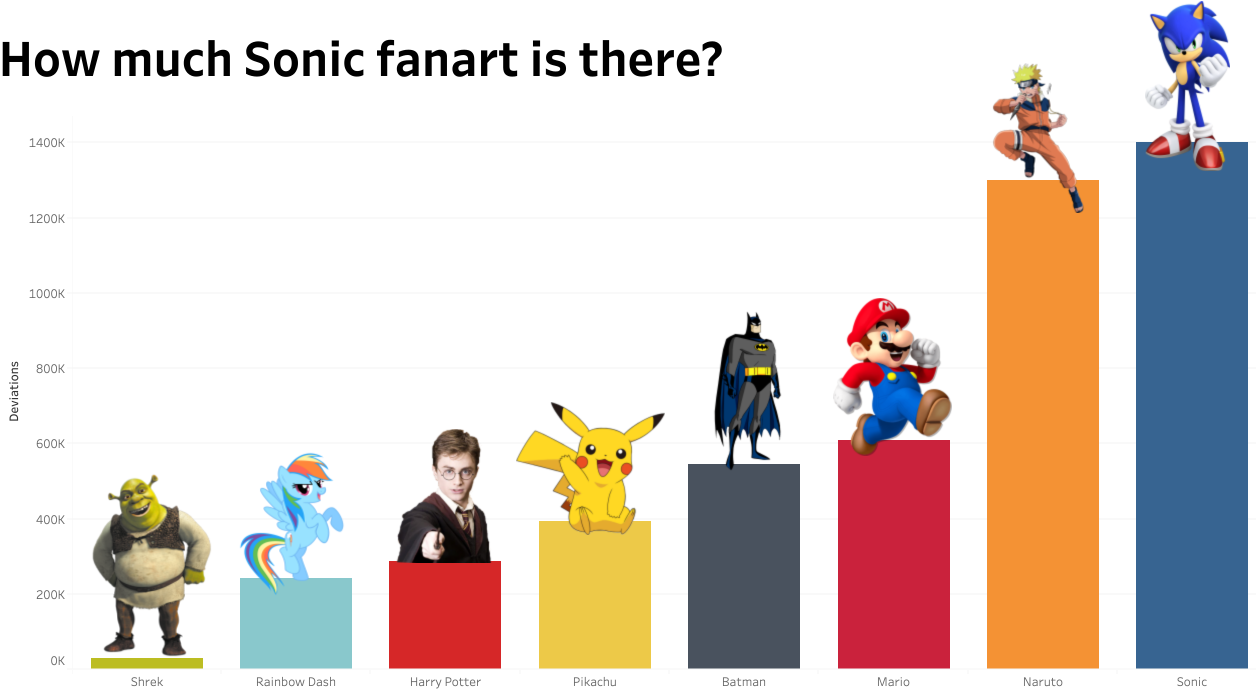 How much Sonic fanart is there?
1400K
1200K
1000K
800K
600K
400K
200K
0K
Deviations
Shrek
Rainbow Dash
Harry Potter
Pikachu
Batman
Mario
Naruto
Sonic